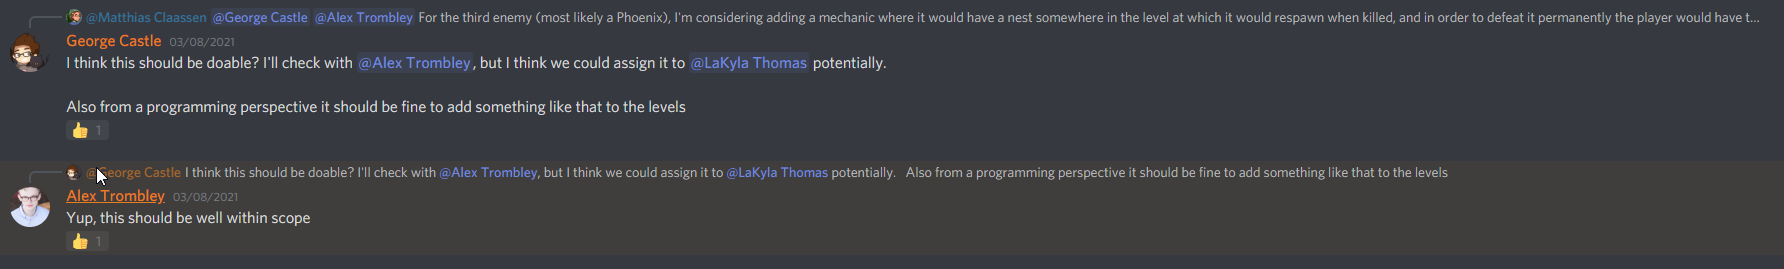 @Matthias Claassen @George Castle @Alex Trombley For the third enemy (most likely a Phoenix), I'm considering adding a mechanic where it would have a nest somewhere in the level at which it would respawn when killed, and in order to defeat it permanently the player would have t...
George Castle 03/08/2021
I think this should be doable? I'll check with @Alex Trombley, but I think we could assign it to @LaKyla Thomas potentially.
Also from a programming perspective it should be fine to add something like that to the levels
👍 1
@George Castle I think this should be doable? I'll check with @Alex Trombley, but I think we could assign it to @LaKyla Thomas potentially. Also from a programming perspective it should be fine to add something like that to the levels
Alex Trombley 03/08/2021
Yup, this should be well within scope
👍 1